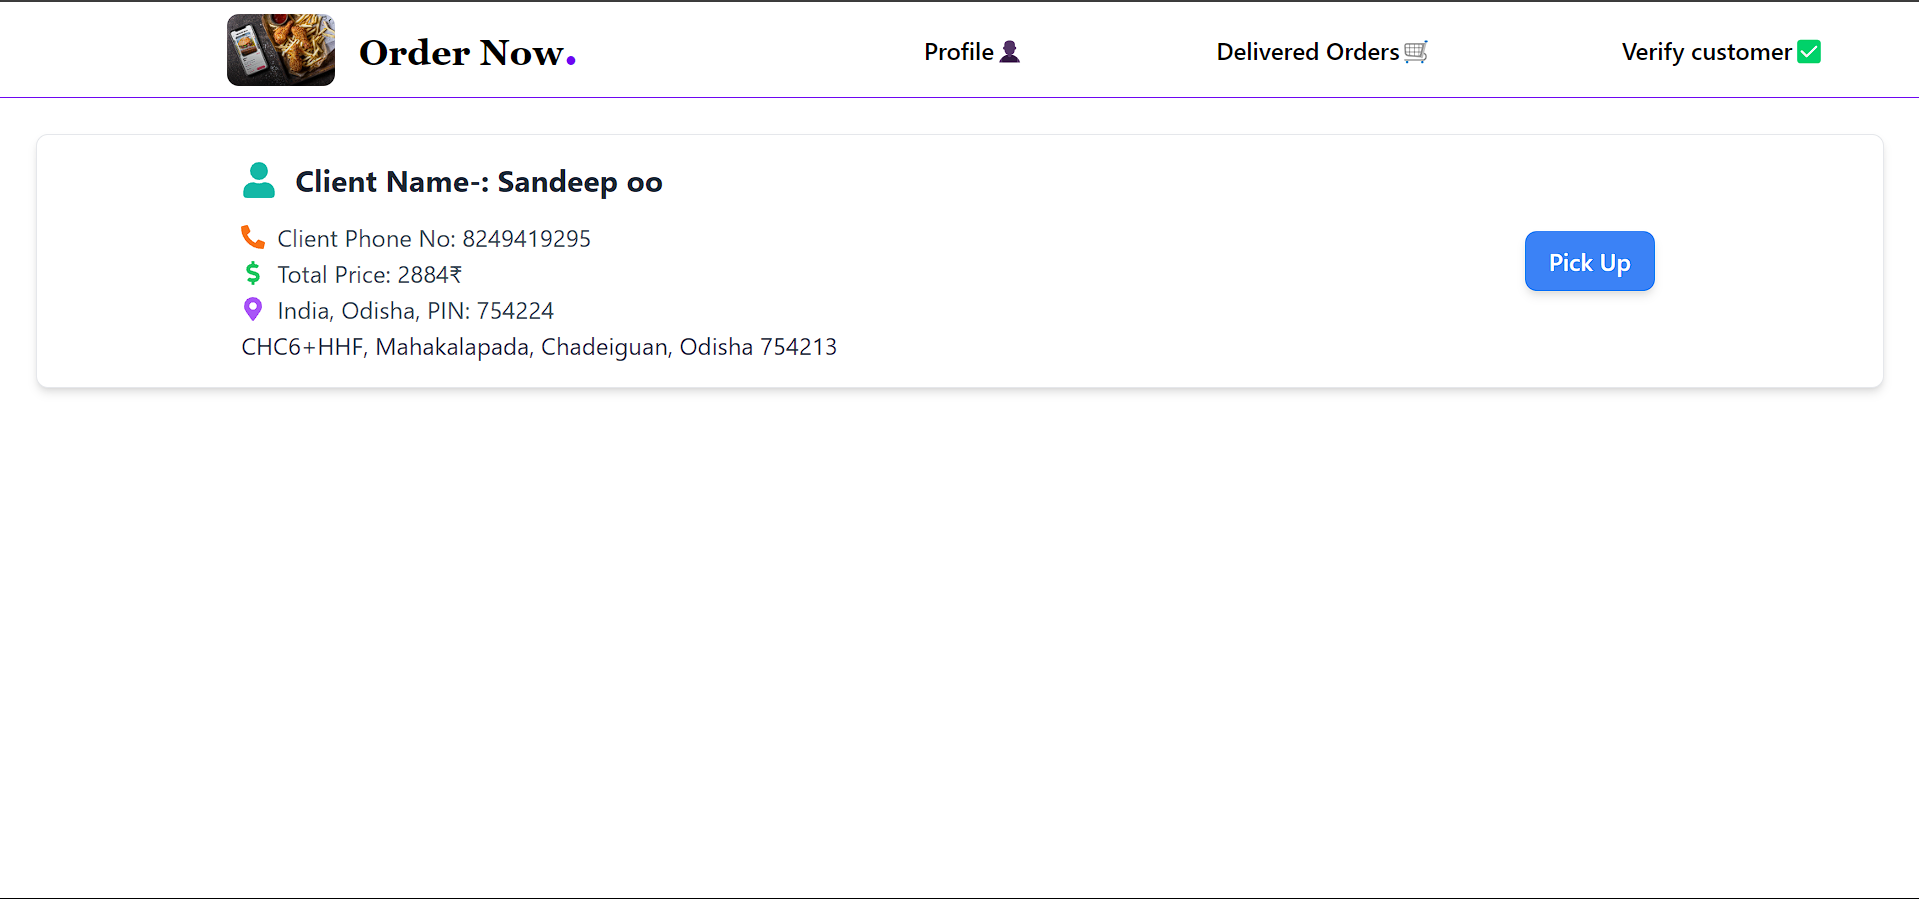 Order Now.
Profile👤
Delivered Orders🛒
Verify customer✅
Client Name-: Sandeep oo
Client Phone No: 8249419295
Total Price: 2884₹
India, Odisha, PIN: 754224
CHC6+HHF, Mahakalapada, Chadeiguan, Odisha 754213
Pick Up